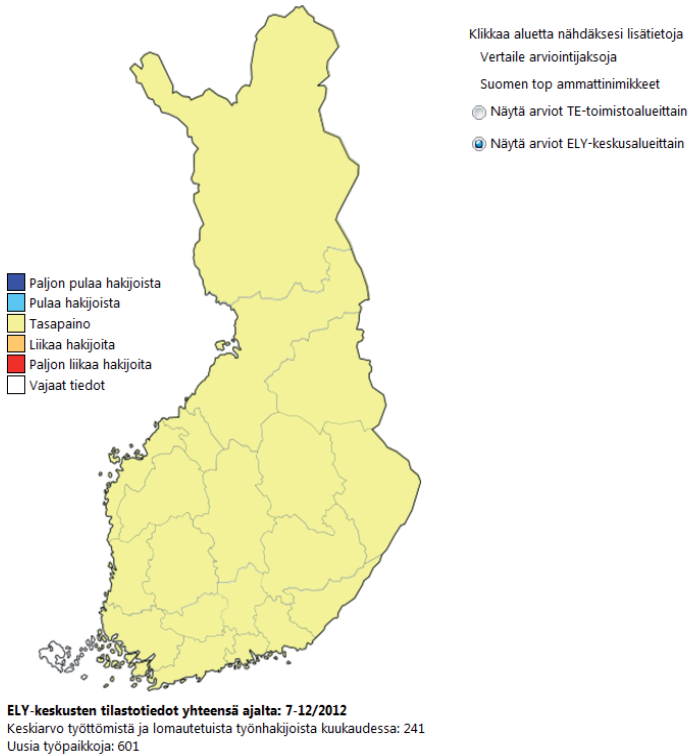 Klikkaa aluetta nähdäksesi lisätietoja
Vertaile arviointijaksoja
Suomen top ammattinimikkeet
Näytä arviot TE-toimistoalueittain
Näytä arviot ELY-keskusalueittain
Paljon pulaa hakijoista
Pulaa hakijoista
Tasapaino
Liikaa hakijoita
Paljon liikaa hakijoita
Vajaat tiedot
ELY-keskusten tilastotiedot yhteensä ajalta: 7-12/2012
Keskiarvo työttömistä ja lomautetuista työnhakijoista kuukaudessa: 241
Uusia työpaikkoja: 601